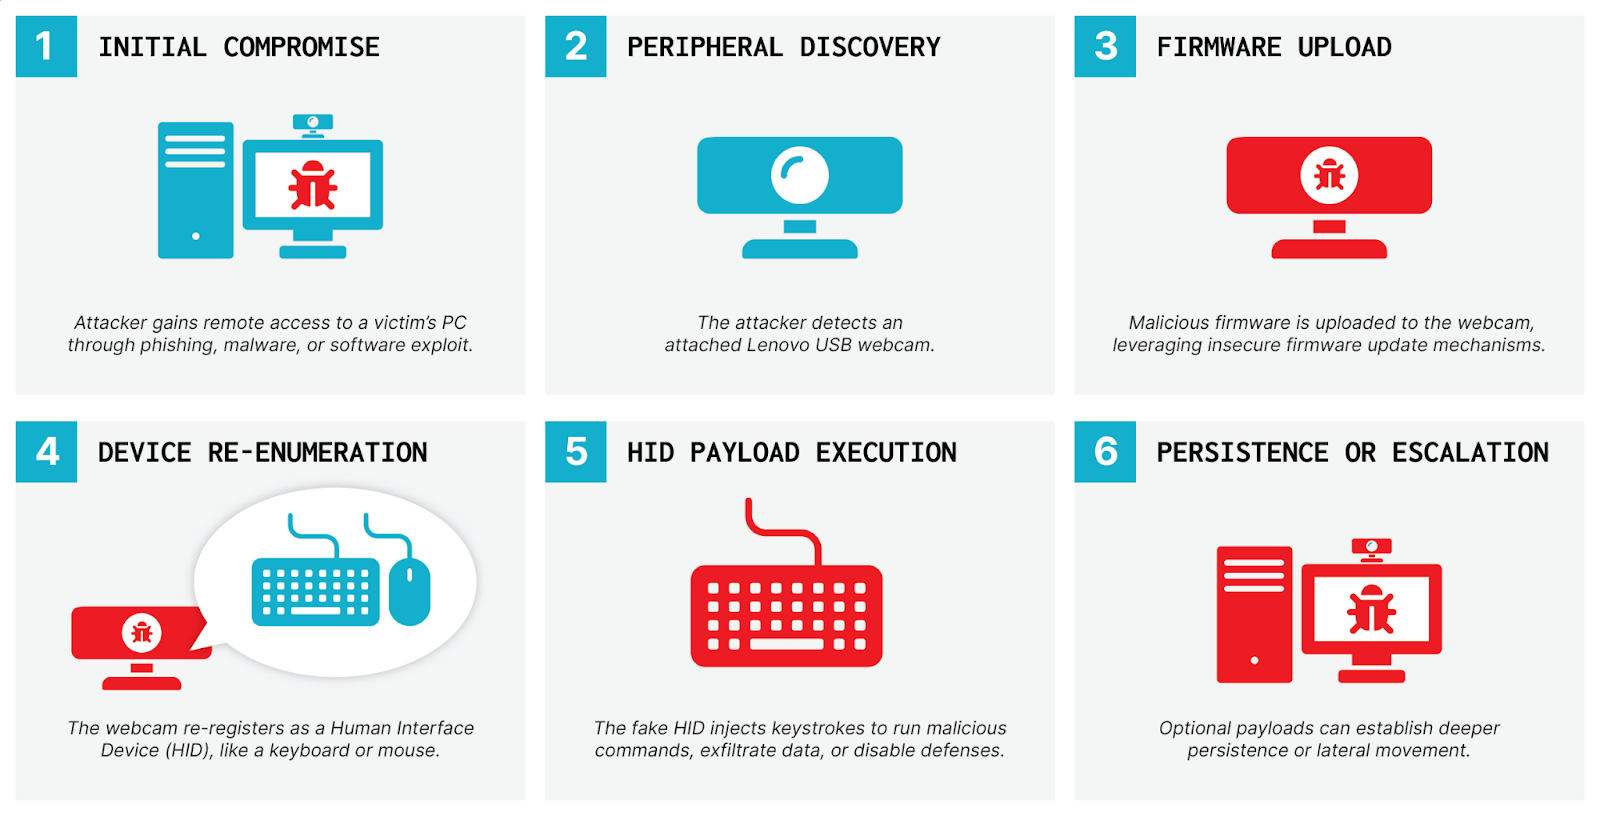 1 INITIAL COMPROMISE
Attacker gains remote access to a victim’s PC
through phishing, malware, or software exploit.
2 PERIPHERAL DISCOVERY
The attacker detects an
attached Lenovo USB webcam.
3 FIRMWARE UPLOAD
Malicious firmware is uploaded to the webcam,
leveraging insecure firmware update mechanisms.
4 DEVICE RE-ENUMERATION
The webcam re-registers as a Human Interface
Device (HID), like a keyboard or mouse.
5 HID PAYLOAD EXECUTION
The fake HID injects keystrokes to run malicious
commands, exfiltrate data, or disable defenses.
6 PERSISTENCE OR ESCALATION
Optional payloads can establish deeper
persistence or lateral movement.